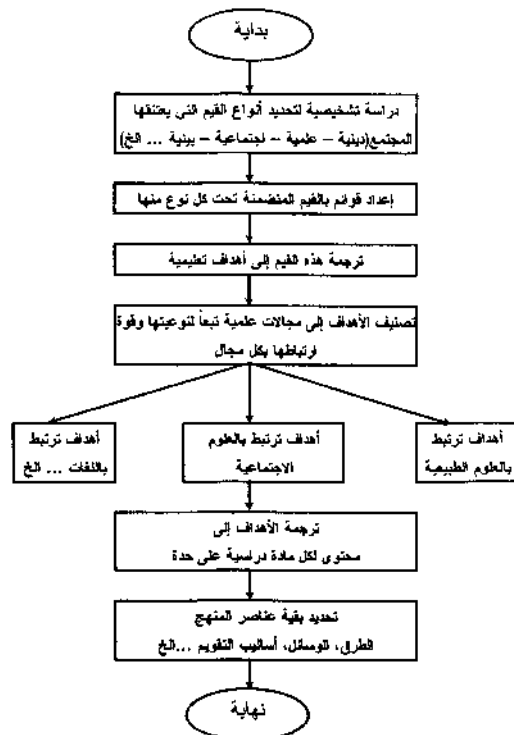 بداية
دراسة تشخيصية لتحديد أنواع القيم التي يعتنقها
المجتمع(دينية – علمية – اجتماعية – بيئية ... الخ)
إعداد قوائم بالقيم المتضمنة تحت كل نوع منها
ترجمة هذه القيم إلى أهداف تعليمية
تصنيف الأهداف إلى مجالات علمية تبعاً لنوعيتها وقوة
ارتباطها بكل مجال
أهداف ترتبط
بالعلوم الطبيعية
أهداف ترتبط بالعلوم
الاجتماعية
أهداف ترتبط
باللغات ... الخ
ترجمة الأهداف إلى
محتوى لكل مادة دراسية على حدة
تحديد بقية عناصر المنهج
الطرق، الوسائل، أساليب التقويم ...الخ
نهاية